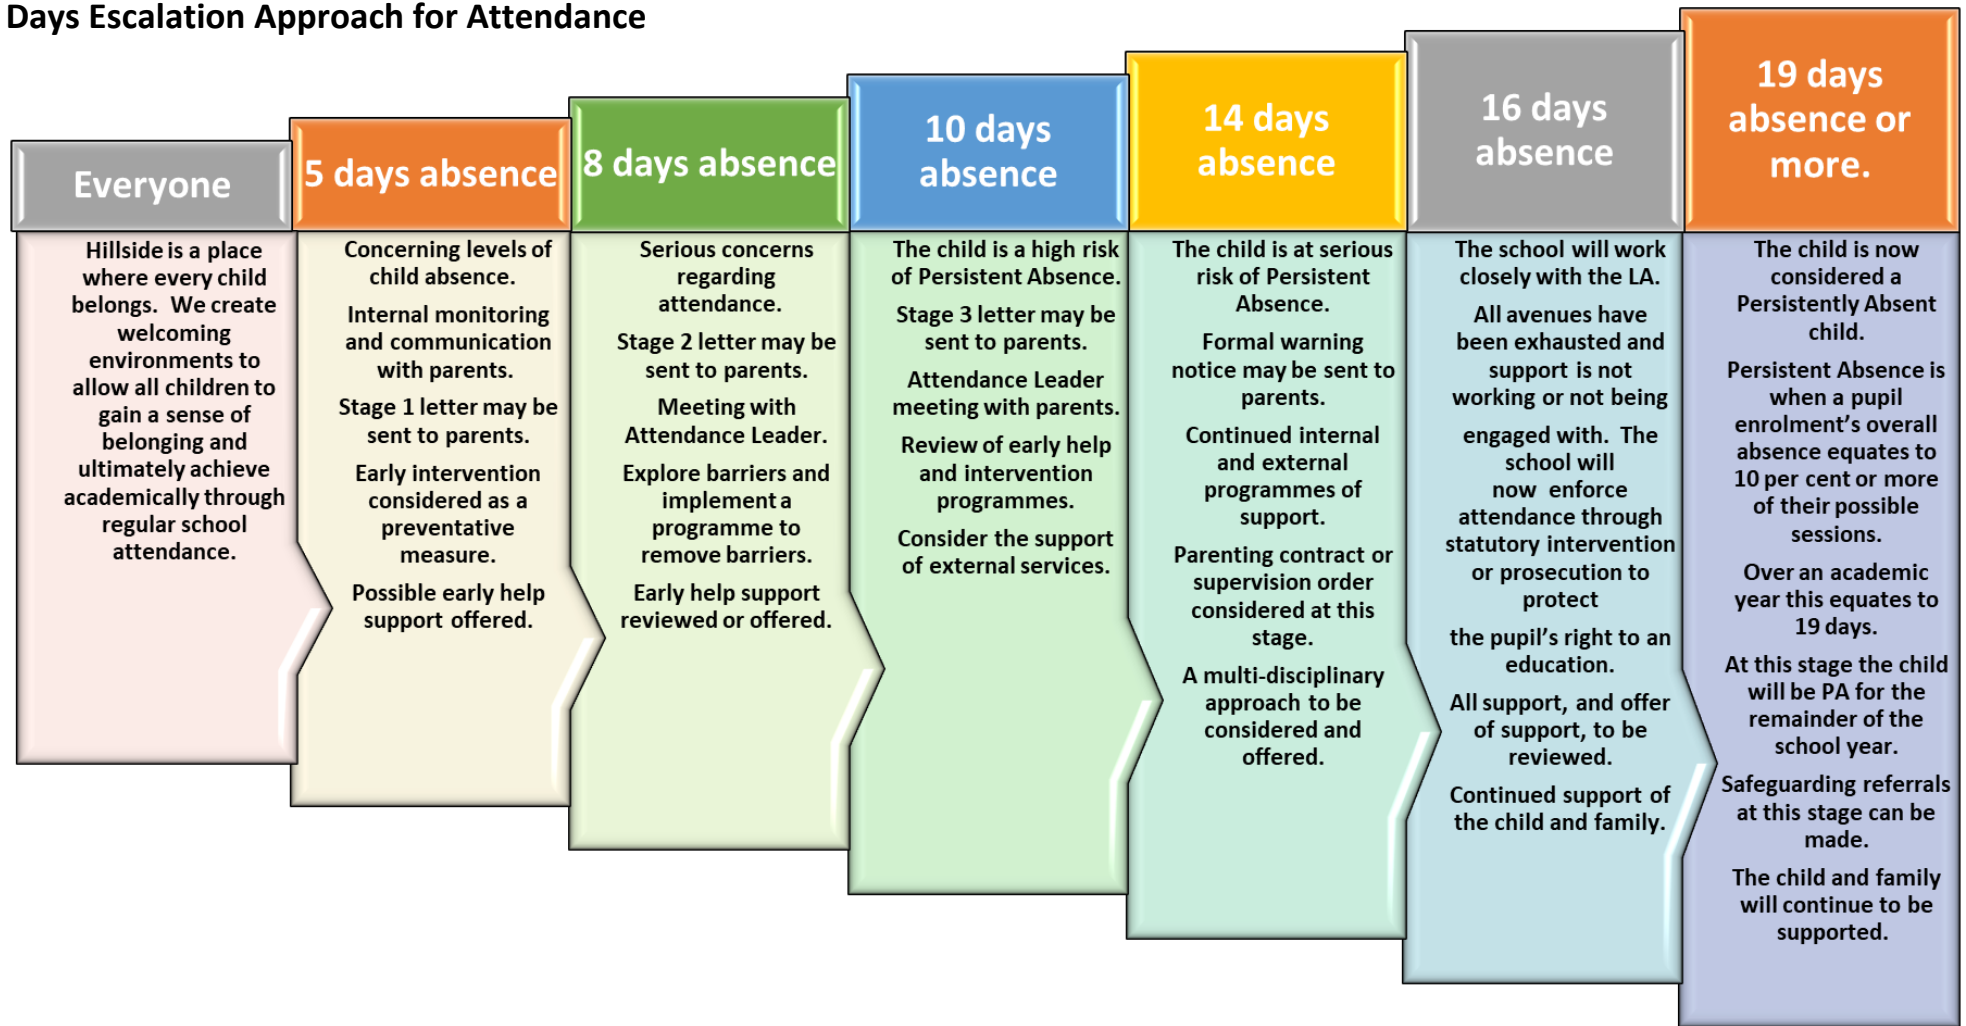 Days Escalation Approach for Attendance
Everyone
Hillside is a place
where every child
belongs.  We create
welcoming
environments to
allow all children to
gain a sense of
belonging and
ultimately achieve
academically through
regular school
attendance.
5 days absence
Concerning levels of
child absence.
Internal monitoring
and communication
with parents.
Stage 1 letter may be
sent to parents.
Early intervention
considered as a
preventative
measure.
Possible early help
support offered.
8 days absence
Serious concerns
regarding
attendance.
Stage 2 letter may be
sent to parents.
Meeting with
Attendance Leader.
Explore barriers and
implement a
programme to
remove barriers.
Early help support
reviewed or offered.
10 days
absence
The child is a high risk
of Persistent Absence.
Stage 3 letter may be
sent to parents.
Attendance Leader
meeting with parents.
Review of early help
and intervention
programmes.
Consider the support
of external services.
14 days
absence
The child is at serious
risk of Persistent
Absence.
Formal warning
notice may be sent to
parents.
Continued internal
and external
programmes of
support.
Parenting contract or
supervision order
considered at this
stage.
A multi-disciplinary
approach to be
considered and
offered.
16 days
absence
The school will work
closely with the LA.
All avenues have
been exhausted and
support is not
working or not being
engaged with.  The
school will
now  enforce
attendance through
statutory intervention
or prosecution to
protect
the pupil's right to an
education.
All support, and offer
of support, to be
reviewed.
Continued support of
the child and family.
19 days
absence or
more.
The child is now
considered a
Persistently Absent
child.
Persistent Absence is
when a pupil
enrolment's overall
absence equates to
10 per cent or more
of their possible
sessions.
Over an academic
year this equates to
19 days.
At this stage the child
will be PA for the
remainder of the
school year.
Safeguarding referrals
at this stage can be
made.
The child and family
will continue to be
supported.